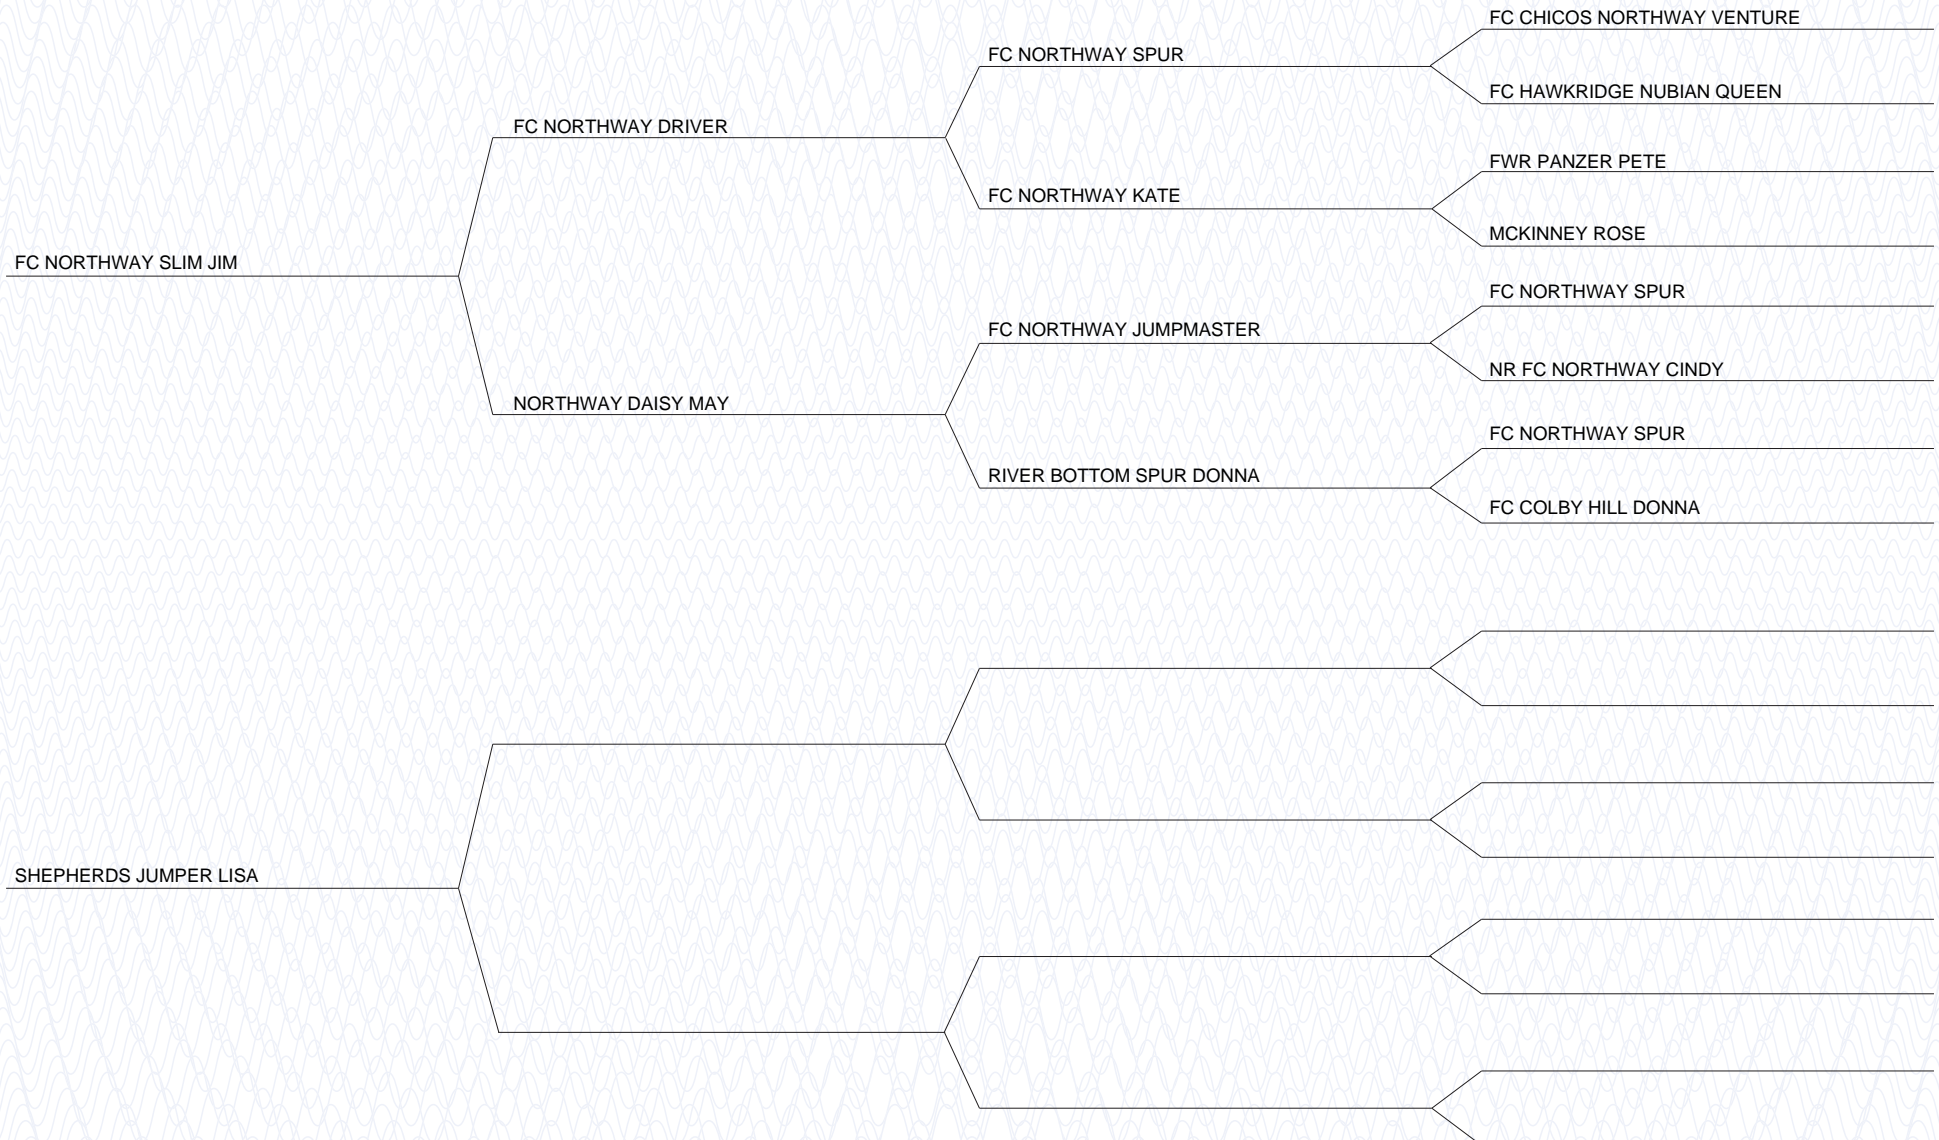 FC CHICOS NORTHWAY VENTURE
FC NORTHWAY SPUR
FC HAWKRIDGE NUBIAN QUEEN
FC NORTHWAY DRIVER
FWR PANZER PETE
FC NORTHWAY KATE
MCKINNEY ROSE
FC NORTHWAY SLIM JIM
FC NORTHWAY SPUR
FC NORTHWAY JUMPMASTER
NR FC NORTHWAY CINDY
NORTHWAY DAISY MAY
FC NORTHWAY SPUR
RIVER BOTTOM SPUR DONNA
FC COLBY HILL DONNA
SHEPHERDS JUMPER LISA